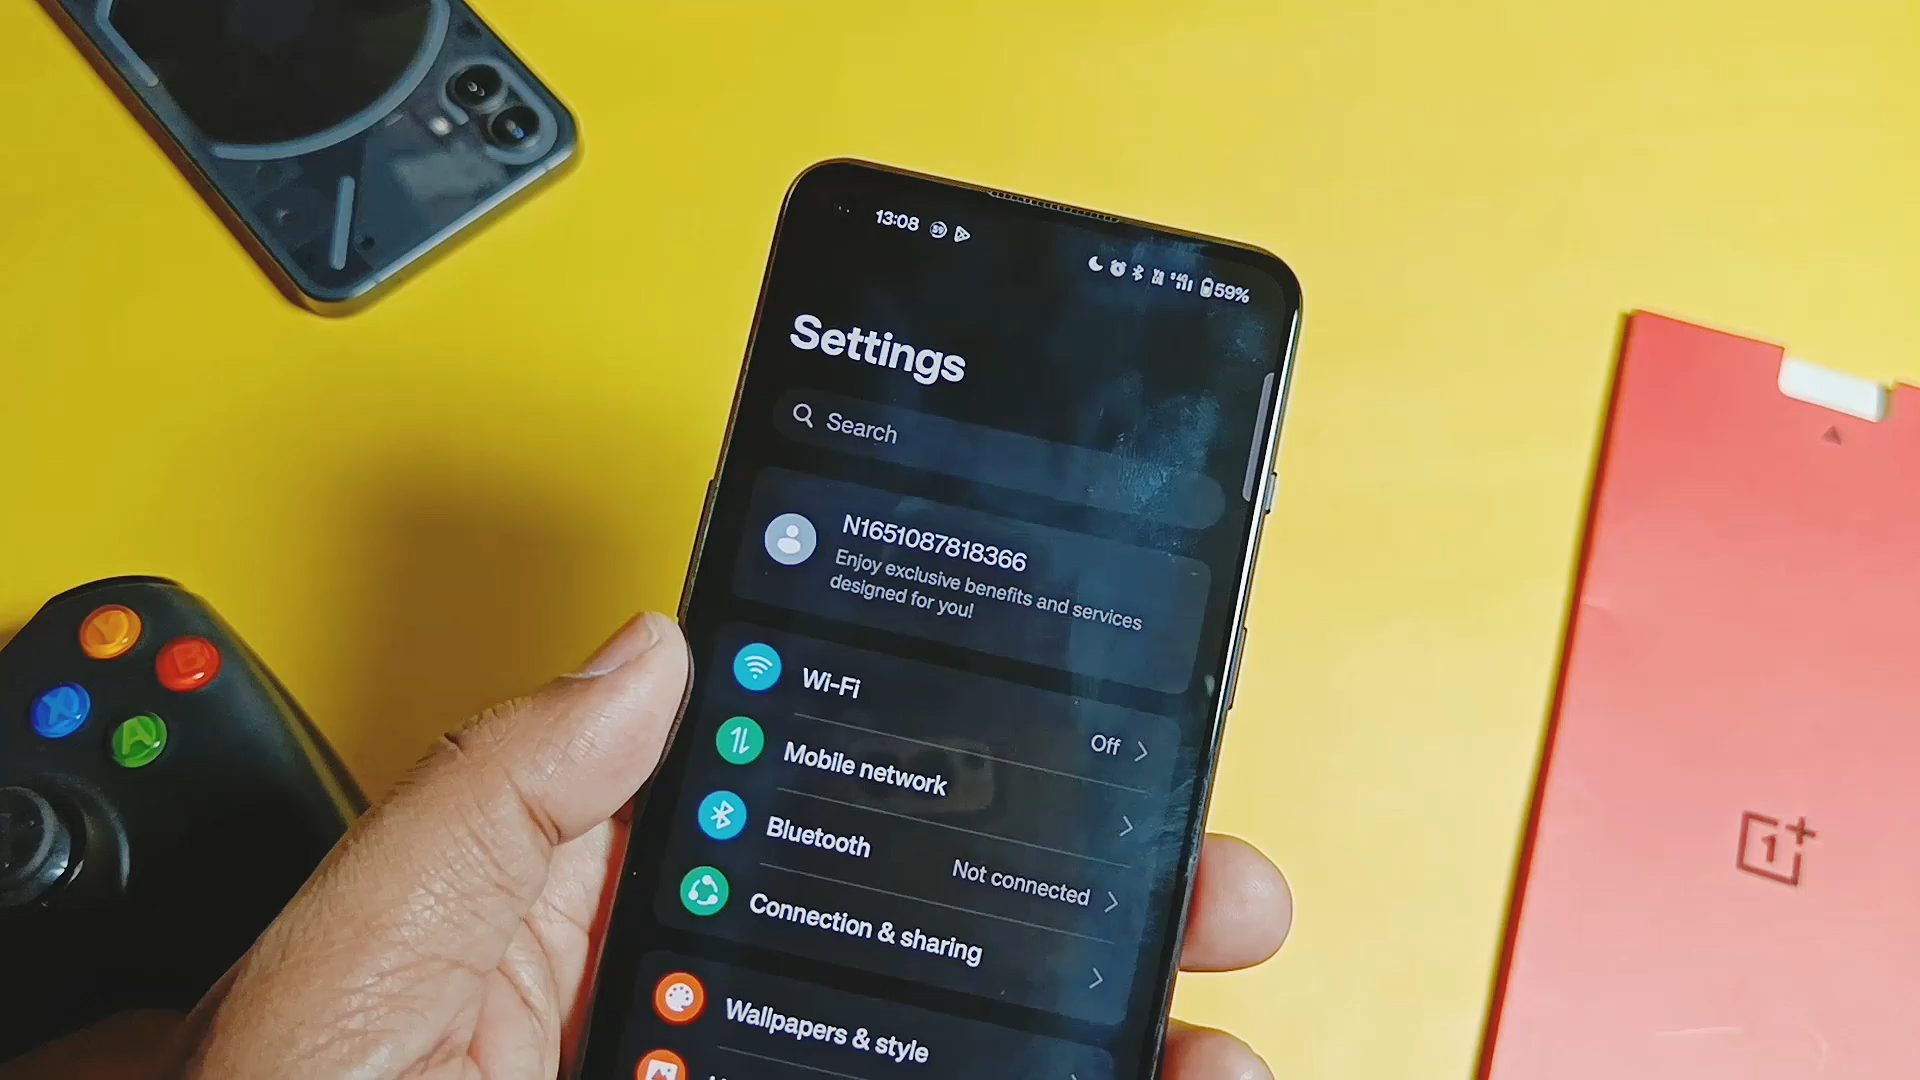 13:08
59%
Settings
Search
N1651087818366
Enjoy exclusive benefits and services
designed for you!
Wi-Fi
Off
Mobile network
Bluetooth
Not connected
Connection & sharing
Wallpapers & style
Y
B
X
A
1+